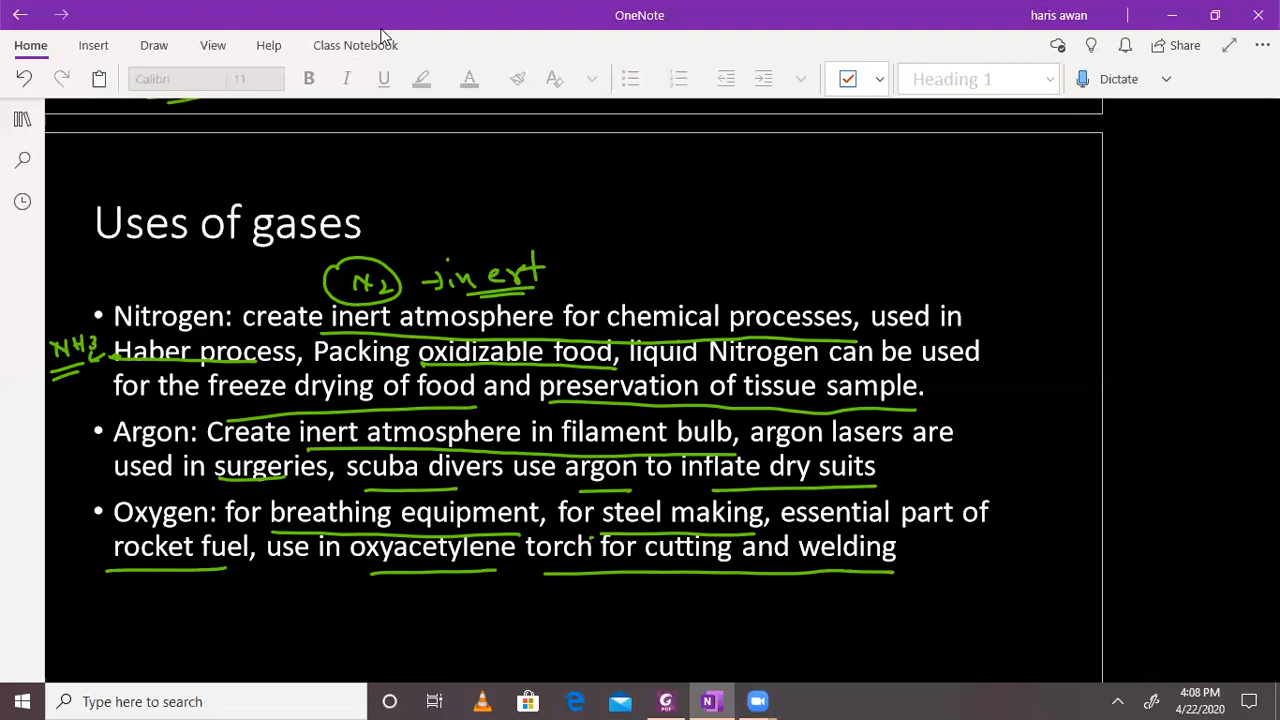 OneNote
haris awan
Home Insert Draw View Help Class Notebook Share
Calibri 11 B I U A Heading 1 Dictate
Uses of gases
N2 → inert
• Nitrogen: create inert atmosphere for chemical processes, used in
NH3
Haber process, Packing oxidizable food, liquid Nitrogen can be used
for the freeze drying of food and preservation of tissue sample.
• Argon: Create inert atmosphere in filament bulb, argon lasers are
used in surgeries, scuba divers use argon to inflate dry suits
• Oxygen: for breathing equipment, for steel making, essential part of
rocket fuel, use in oxyacetylene torch for cutting and welding
Type here to search
4:08 PM
4/22/2020